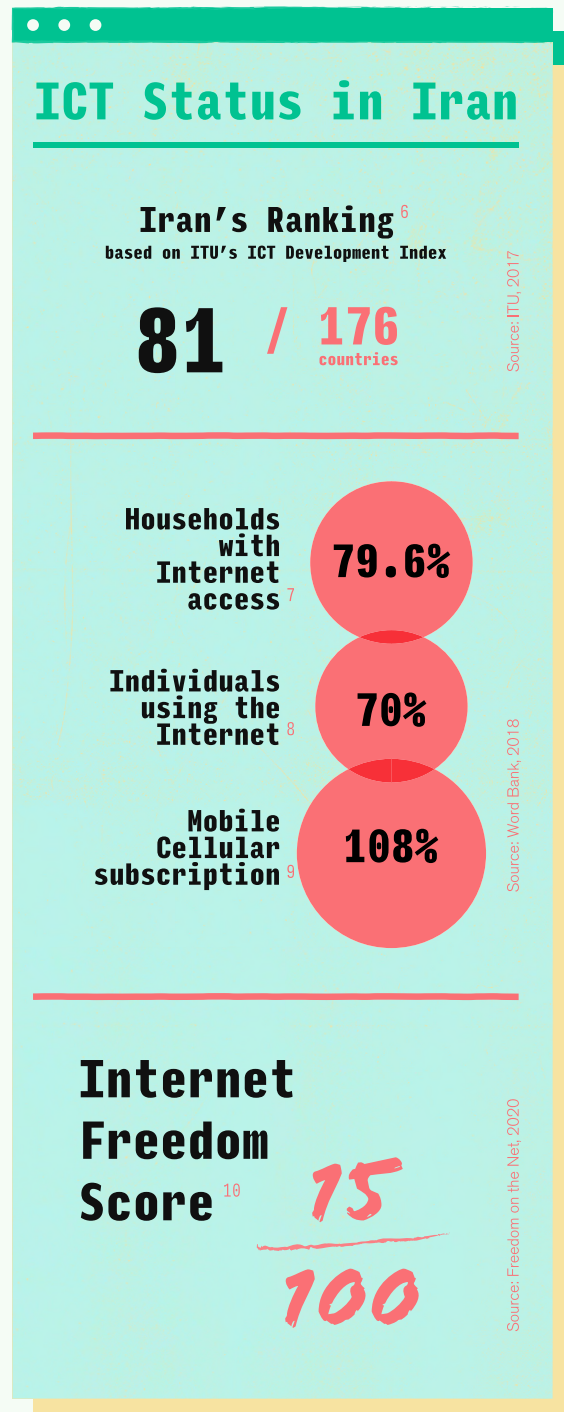 ICT Status in Iran
Iran’s Ranking 6
based on ITU’s ICT Development Index
81 / 176
countries
Source: ITU, 2017
Households
with
Internet
access 7
79.6%
Individuals
using the
Internet 8
70%
Mobile
Cellular
subscription 9
108%
Source: Word Bank, 2018
Internet
Freedom
Score 10
15
100
Source: Freedom on the Net, 2020